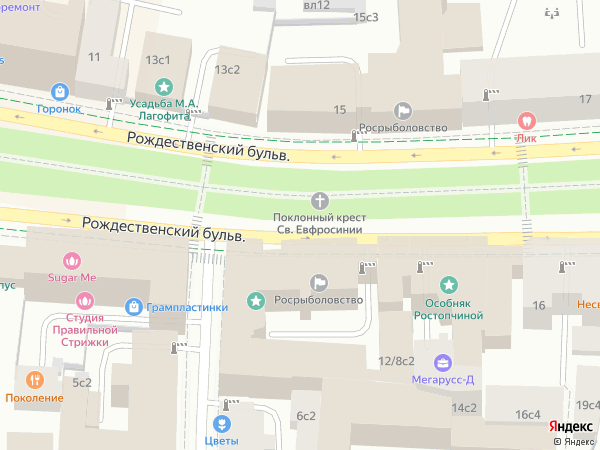 вл12
15с3
11
13с1
13с2
Горонок
Усадьба М.А.
Лагофита
15
Росрыболовство
17
Лик
Рождественский бульв.
Поклонный крест
Св. Евфросинии
Рождественский бульв.
Sugar Me
Росрыболовство
Грампластинки
Студия
Правильной
Стрижки
Особняк
Ростопчиной
16
12/8с2
Мегарусс-Д
5с2
Поколение
6с2
14с2
16с4
19с4
Цветы
Яндекс
© Яндекс